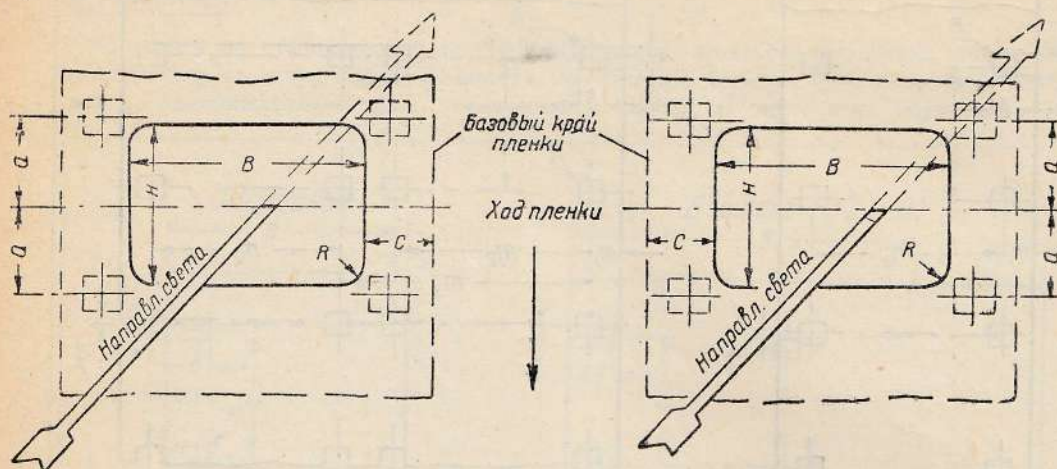 Базовый край
пленки
Ход пленки
a
a
H
B
C
R
Направл. света
H
B
C
R
Направл. света
a
a